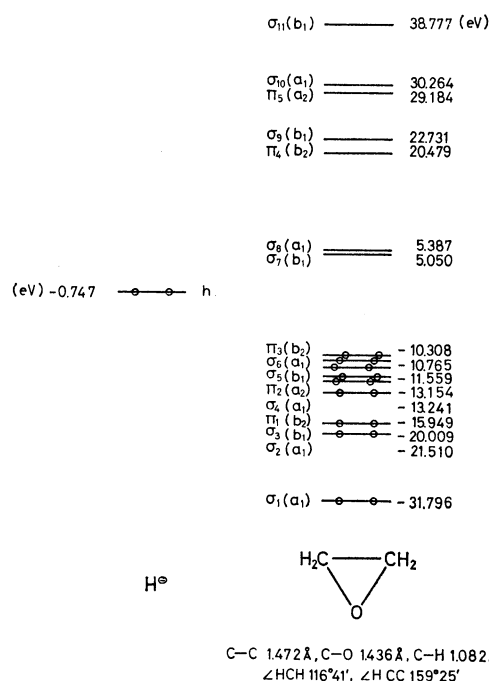 σ11(b1) 38.777 (eV)
σ10(a1) 30.264
π5(a2) 29.184
σ9(b1) 22.731
π4(b2) 20.479
σ8(a1) 5.387
σ7(b1) 5.050
(eV) -0.747 h
π3(b2) -10.308
σ6(a1) -10.765
σ5(b1) -11.559
π2(a2) -13.154
σ4(a1) -13.241
π1(b2) -15.949
σ3(b1) -20.009
σ2(a1) -21.510
σ1(a1) -31.796
H⊖
H2C CH2
O
C-C 1.472Å, C-O 1.436Å, C-H 1.082.
∠HCH 116°41′, ∠HCC 159°25′